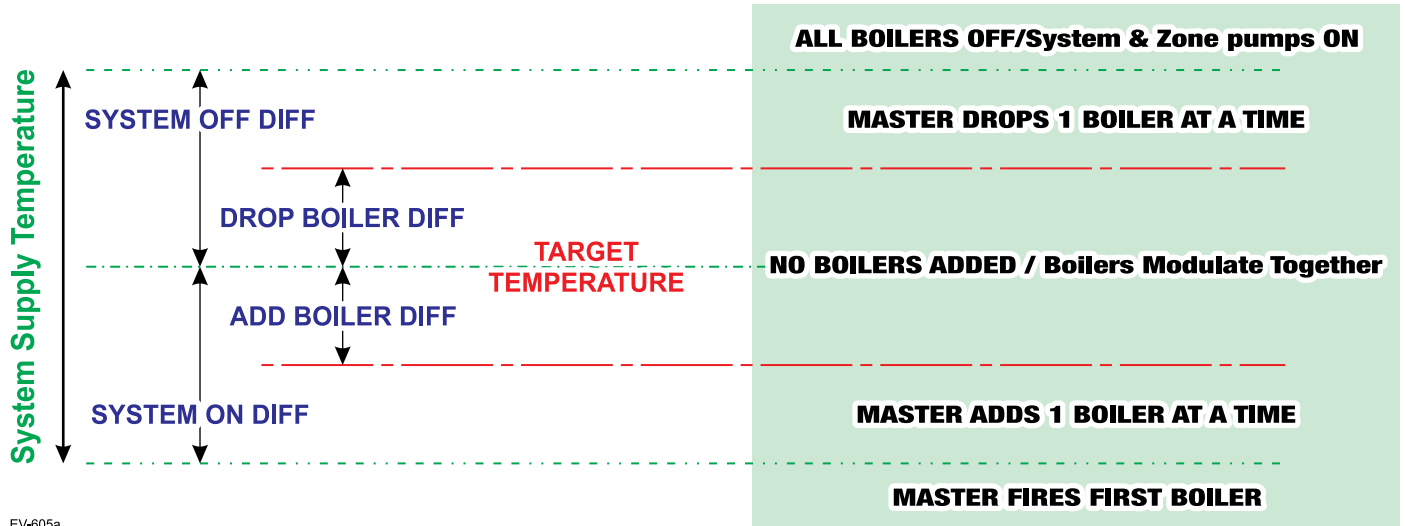 ALL BOILERS OFF/System & Zone pumps ON
System Supply Temperature
SYSTEM OFF DIFF
MASTER DROPS 1 BOILER AT A TIME
DROP BOILER DIFF
TARGET
TEMPERATURE
NO BOILERS ADDED / Boilers Modulate Together
ADD BOILER DIFF
SYSTEM ON DIFF
MASTER ADDS 1 BOILER AT A TIME
MASTER FIRES FIRST BOILER
EV-605a